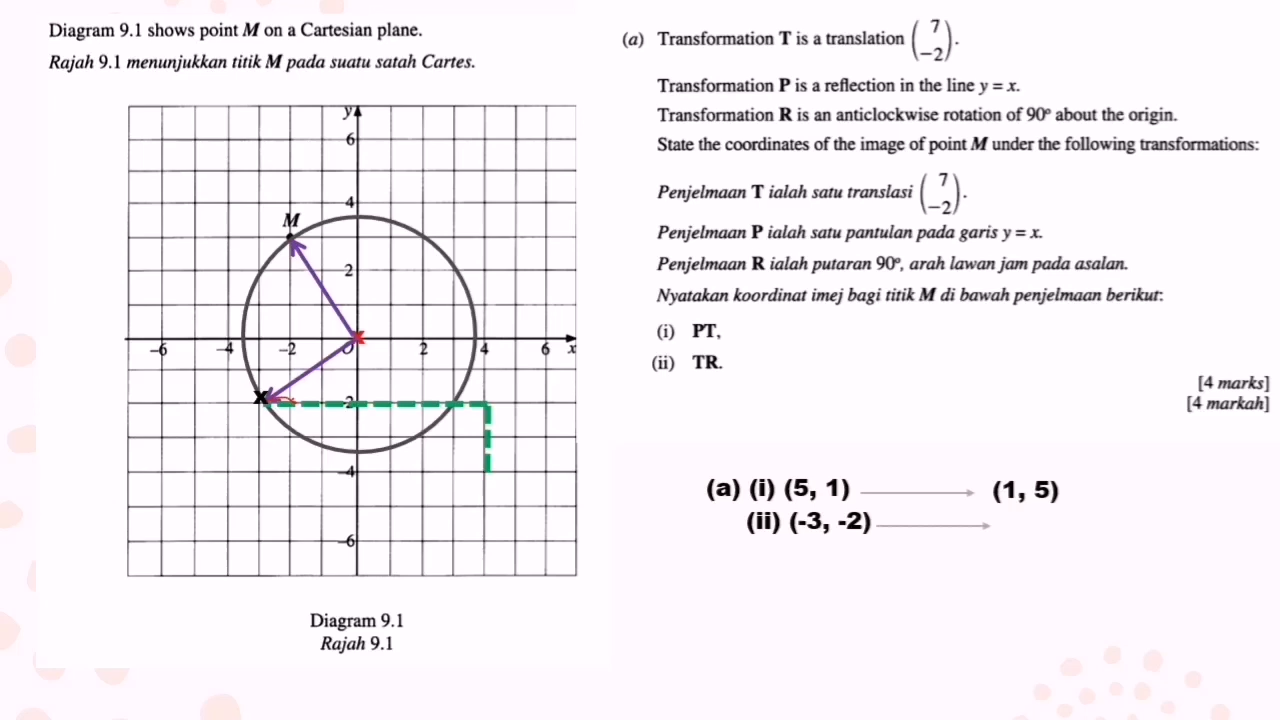 Diagram 9.1 shows point M on a Cartesian plane.
Rajah 9.1 menunjukkan titik M pada suatu satah Cartes.
y
6
4
M
2
-6 -4 -2 O 2 4 6 x
X
-2
-4
-6
Diagram 9.1
Rajah 9.1
(a) Transformation T is a translation (7 -2).
Transformation P is a reflection in the line y = x.
Transformation R is an anticlockwise rotation of 90° about the origin.
State the coordinates of the image of point M under the following transformations:
Penjelmaan T ialah satu translasi (7 -2).
Penjelmaan P ialah satu pantulan pada garis y = x.
Penjelmaan R ialah putaran 90°, arah lawan jam pada asalan.
Nyatakan koordinat imej bagi titik M di bawah penjelmaan berikut:
(i) PT,
(ii) TR.
[4 marks]
[4 markah]
(a) (i) (5, 1) (1, 5)
(ii) (-3, -2)